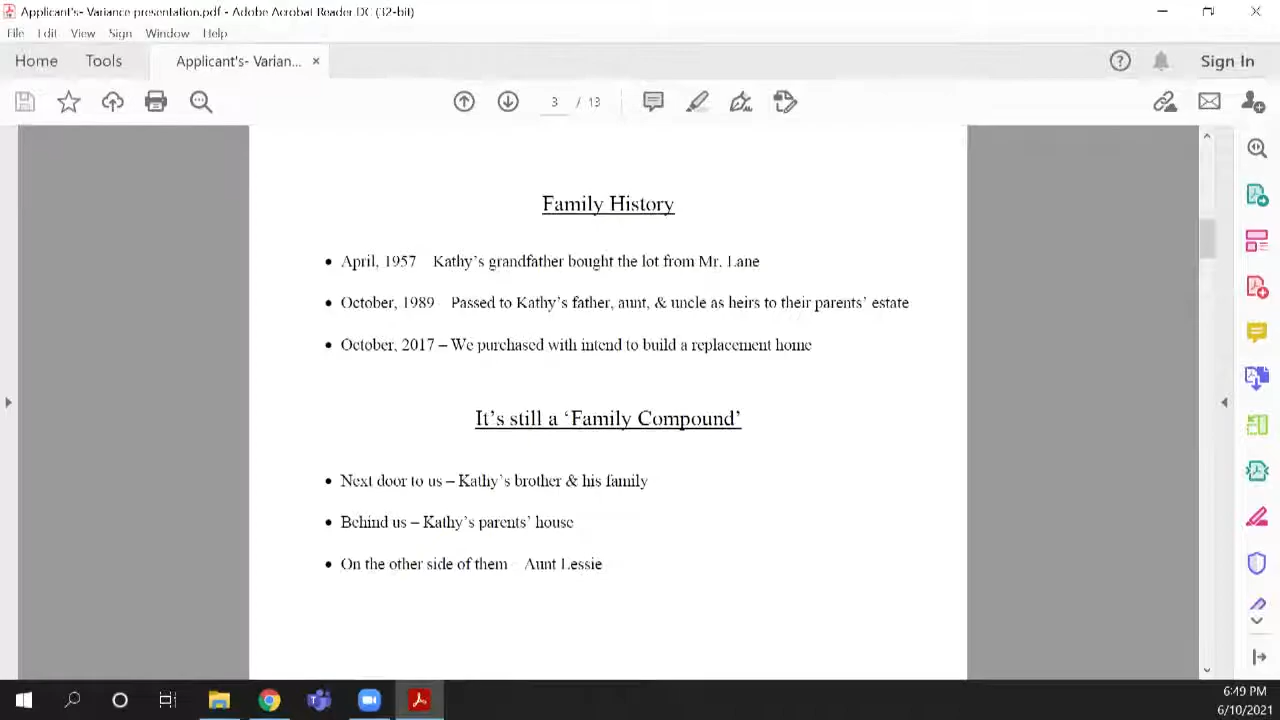 Applicant's- Variance presentation.pdf - Adobe Acrobat Reader DC (32-bit)
File Edit View Sign Window Help
Home Tools Applicant's- Varian... × Sign In
3 / 13
Family History
• April, 1957 Kathy's grandfather bought the lot from Mr. Lane
• October, 1989 Passed to Kathy's father, aunt, & uncle as heirs to their parents' estate
• October, 2017 – We purchased with intend to build a replacement home
It's still a 'Family Compound'
• Next door to us – Kathy's brother & his family
• Behind us – Kathy's parents' house
• On the other side of them Aunt Lessie
6:49 PM
6/10/2021